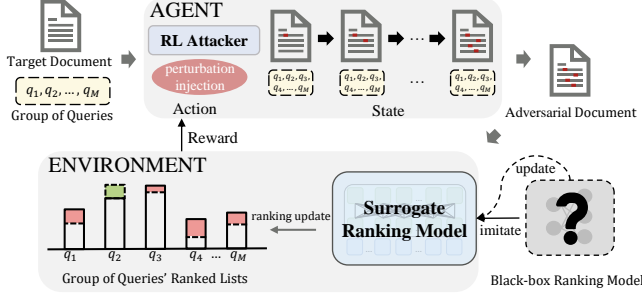 AGENT
Target Document
q1, q2, ..., qM
Group of Queries
RL Attacker
perturbation
injection
Action
... ...
q1, q2, q3,
q4, ..., qM
q1, q2, q3,
q4, ..., qM
...
q1, q2, q3,
q4, ..., qM
State
Adversarial Document
Reward
ENVIRONMENT
q1 q2 q3 q4 ... qM
Group of Queries' Ranked Lists
ranking update
Surrogate
Ranking Model
update
imitate
?
Black-box Ranking Model